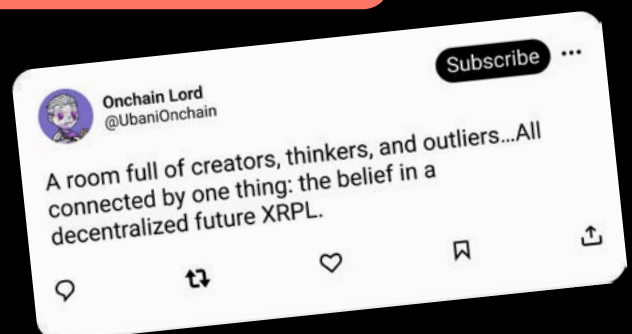 Onchain Lord
@UbaniOnchain
Subscribe
A room full of creators, thinkers, and outliers...All
connected by one thing: the belief in a
decentralized future XRPL.